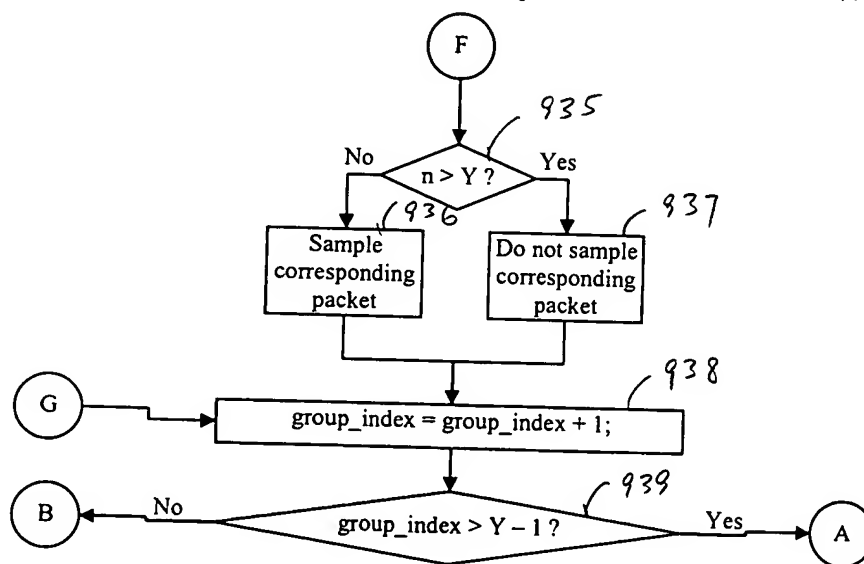 F
935
No
n > Y ?
Yes
936
937
Sample
corresponding
packet
Do not sample
corresponding
packet
938
G
group_index = group_index + 1;
939
B
No
group_index > Y – 1 ?
Yes
A